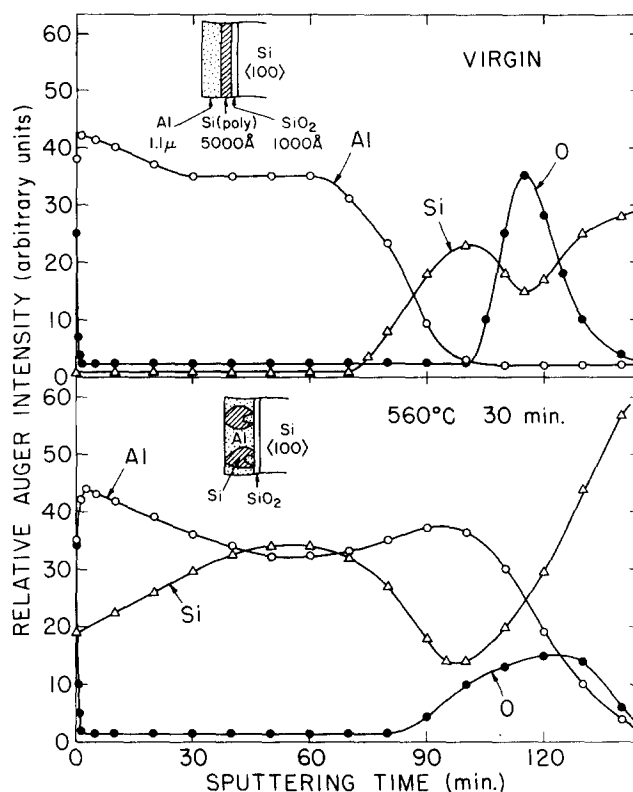 RELATIVE AUGER INTENSITY (arbitrary units)
60
50
40
30
20
10
0
VIRGIN
Si
⟨100⟩
Al Si(poly) SiO2
1.1μ 5000Å 1000Å
Al
Si
O
60
50
40
30
20
10
0
560°C 30 min.
Al
Si
⟨100⟩
Si
SiO2
Al
Si
O
0 30 60 90 120
SPUTTERING TIME (min.)